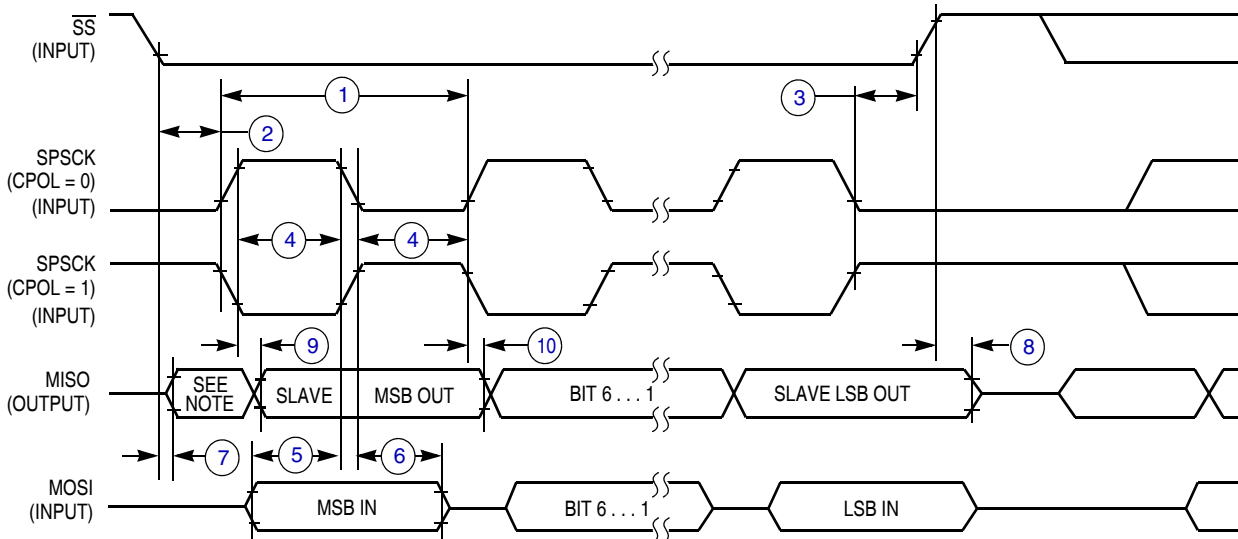 SS
(INPUT)
1
3
2
SPSCK
(CPOL = 0)
(INPUT)
4
4
SPSCK
(CPOL = 1)
(INPUT)
9
10
8
MISO
(OUTPUT)
SEE
NOTE
SLAVE
MSB OUT
BIT 6 . . . 1
SLAVE LSB OUT
7
5
6
MOSI
(INPUT)
MSB IN
BIT 6 . . . 1
LSB IN